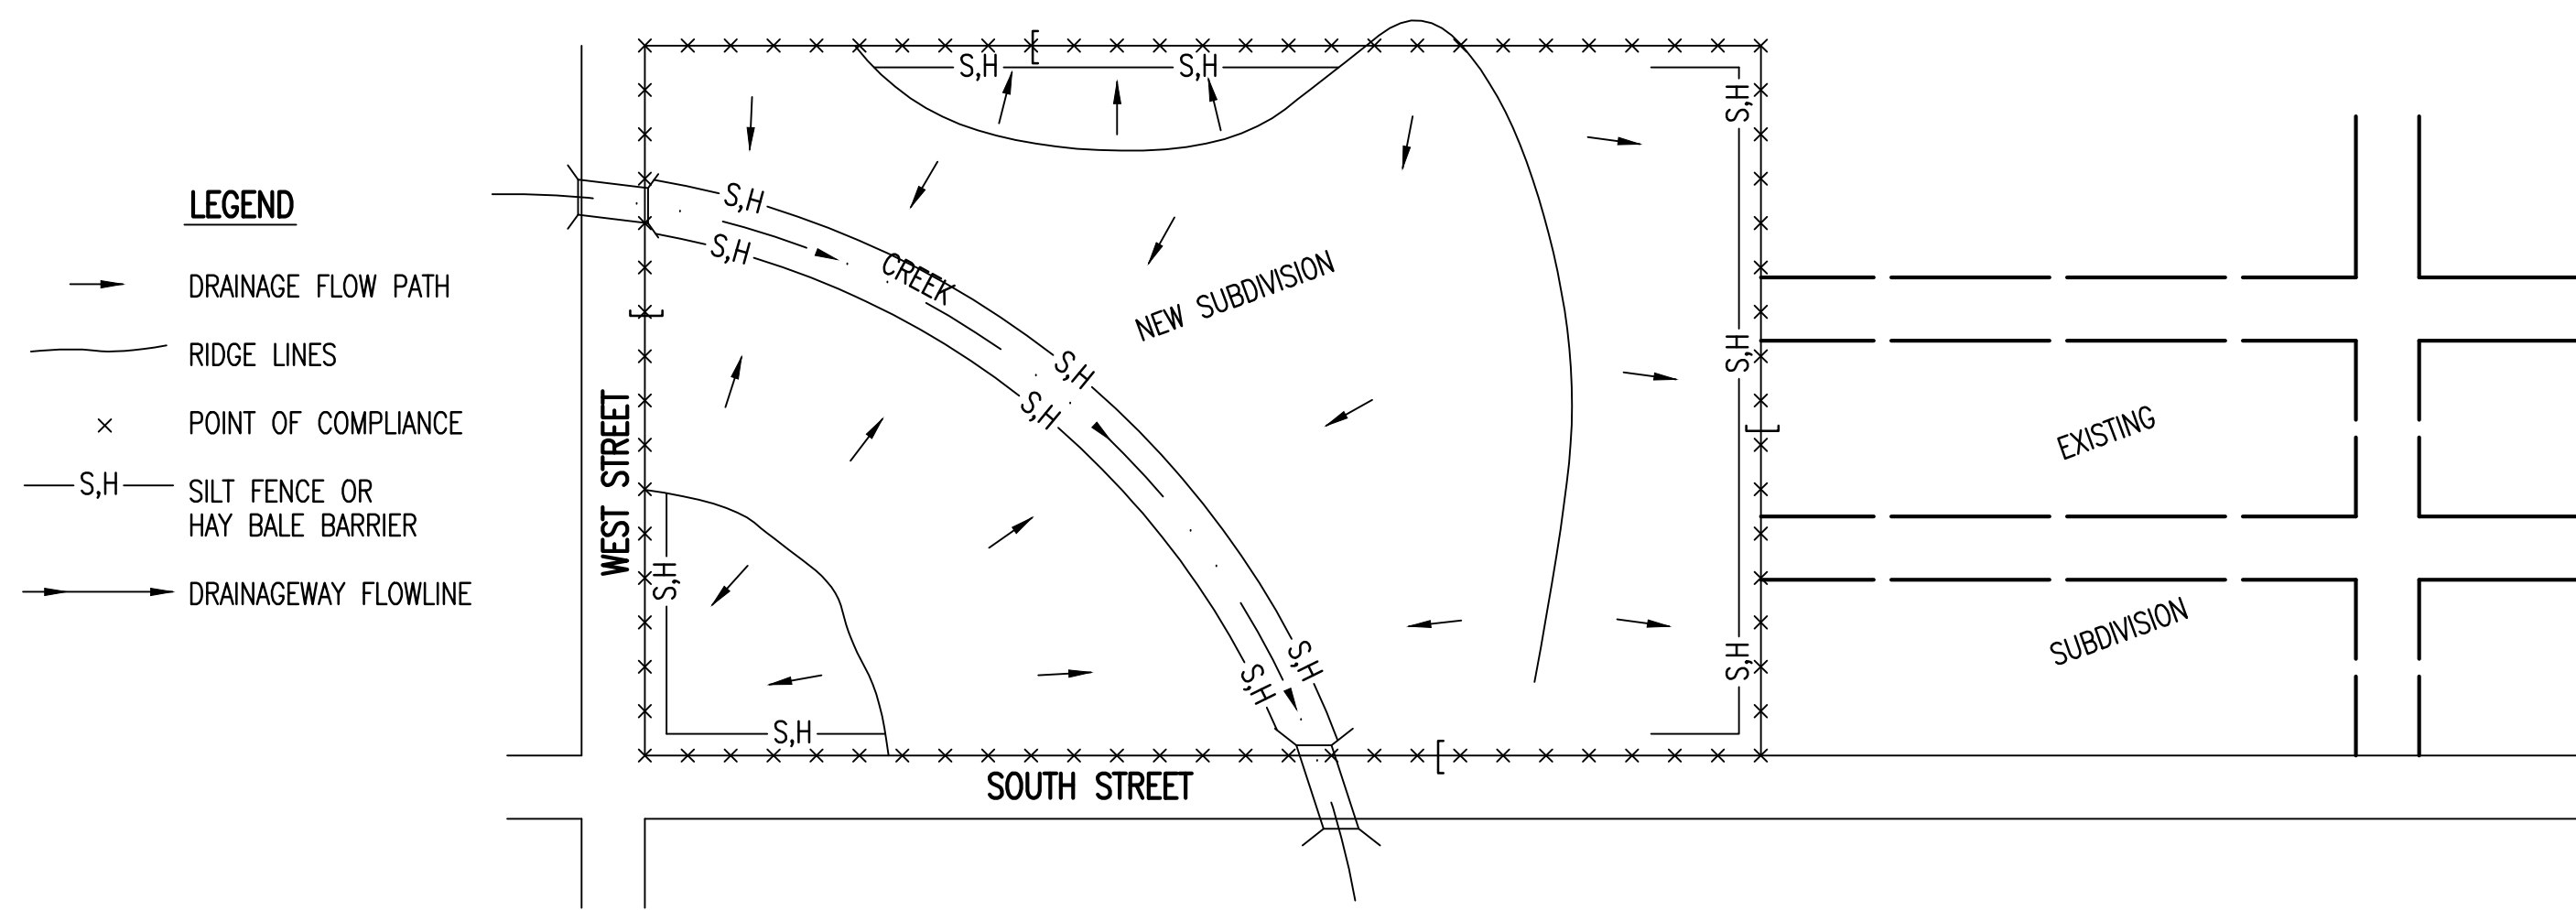 S,H
S,H
S,H
LEGEND
S,H
DRAINAGE FLOW PATH
S,H
CREEK
NEW SUBDIVISION
RIDGE LINES
S,H
S,H
S,H
POINT OF COMPLIANCE
EXISTING
WEST STREET
S,H
SILT FENCE OR
HAY BALE BARRIER
S,H
DRAINAGEWAY FLOWLINE
SUBDIVISION
S,H
S,H
S,H
S,H
SOUTH STREET